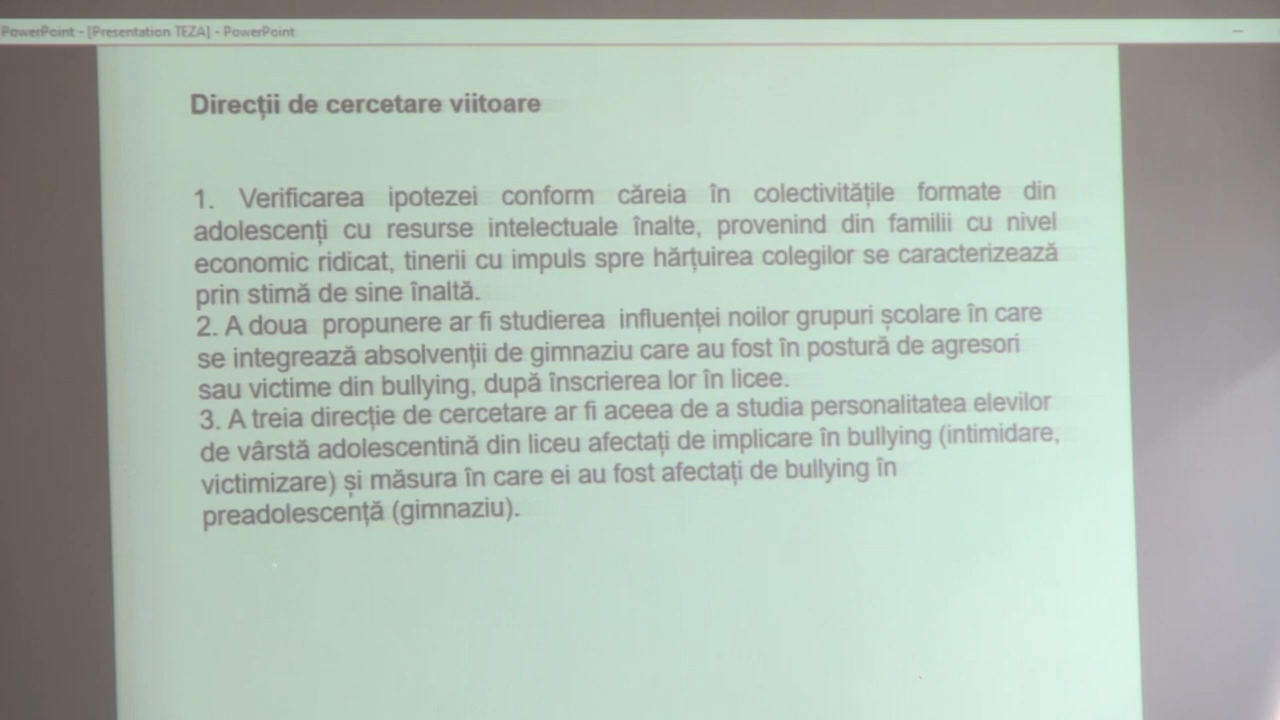 PowerPoint - [Presentation TEZA] - PowerPoint
Direcții de cercetare viitoare
1. Verificarea ipotezei conform căreia în colectivitățile formate din
adolescenți cu resurse intelectuale înalte, provenind din familii cu nivel
economic ridicat, tinerii cu impuls spre hărțuirea colegilor se caracterizează
prin stimă de sine înaltă.
2. A doua propunere ar fi studierea influenței noilor grupuri școlare în care
se integrează absolvenții de gimnaziu care au fost în postură de agresori
sau victime din bullying, după înscrierea lor în licee.
3. A treia direcție de cercetare ar fi aceea de a studia personalitatea elevilor
de vârstă adolescentină din liceu afectați de implicare în bullying (intimidare,
victimizare) și măsura în care ei au fost afectați de bullying în
preadolescență (gimnaziu).